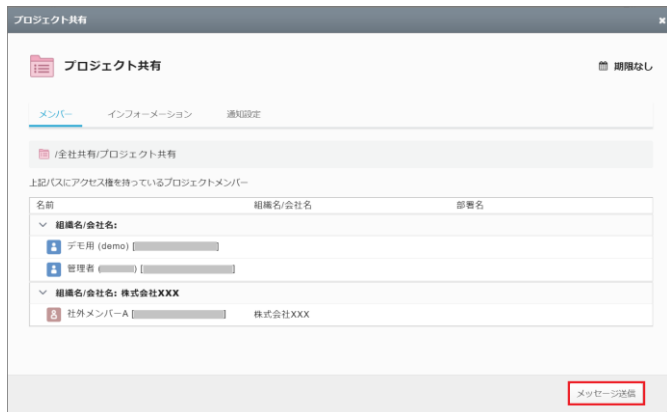 プロジェクト共有
プロジェクト共有
期限なし
メンバー インフォーメーション 通知設定
/全社共有/プロジェクト共有
上記パスにアクセス権を持っているプロジェクトメンバー
名前 組織名/会社名 部署名
組織名/会社名:
デモ用 (demo) [ ]
管理者 ( ) [ ]
組織名/会社名: 株式会社XXX
社外メンバーA [ ] 株式会社XXX
メッセージ送信